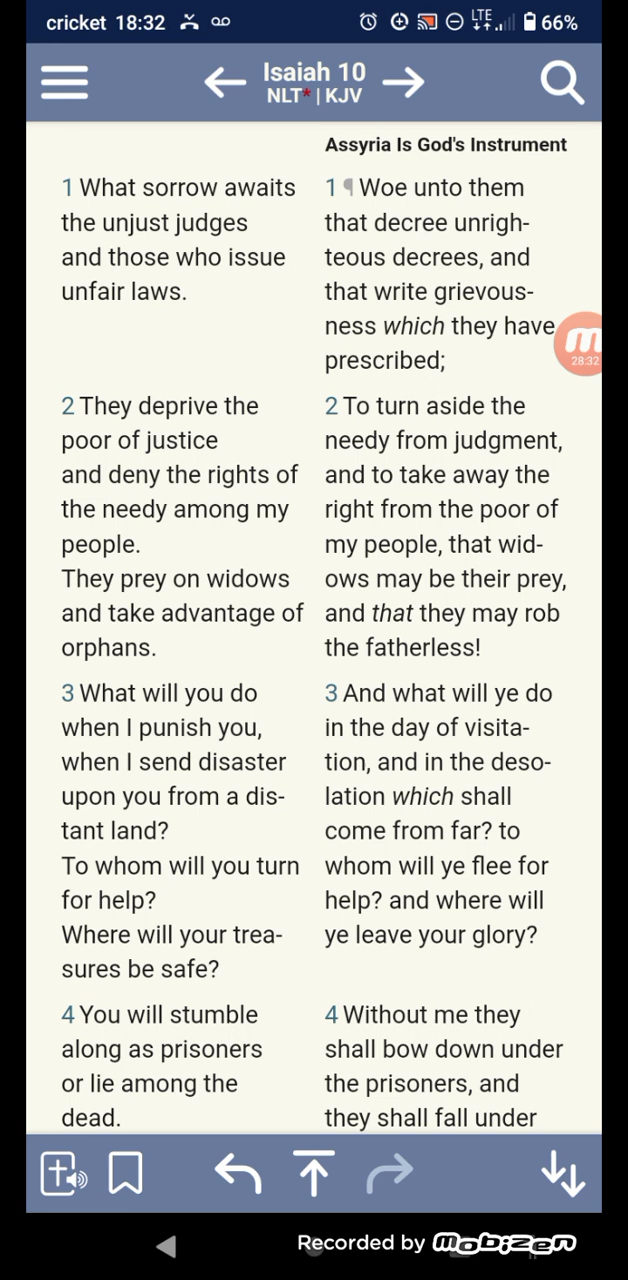 cricket 18:32
LTE
66%
Isaiah 10
NLT* | KJV
Assyria Is God's Instrument
1 What sorrow awaits
the unjust judges
and those who issue
unfair laws.
1 ¶ Woe unto them
that decree unrigh-
teous decrees, and
that write grievous-
ness which they have
prescribed;
m
28:32
2 They deprive the
poor of justice
and deny the rights of
the needy among my
people.
They prey on widows
and take advantage of
orphans.
2 To turn aside the
needy from judgment,
and to take away the
right from the poor of
my people, that wid-
ows may be their prey,
and that they may rob
the fatherless!
3 What will you do
when I punish you,
when I send disaster
upon you from a dis-
tant land?
To whom will you turn
for help?
Where will your trea-
sures be safe?
3 And what will ye do
in the day of visita-
tion, and in the deso-
lation which shall
come from far? to
whom will ye flee for
help? and where will
ye leave your glory?
4 You will stumble
along as prisoners
or lie among the
dead.
4 Without me they
shall bow down under
the prisoners, and
they shall fall under
Recorded by Mobizen